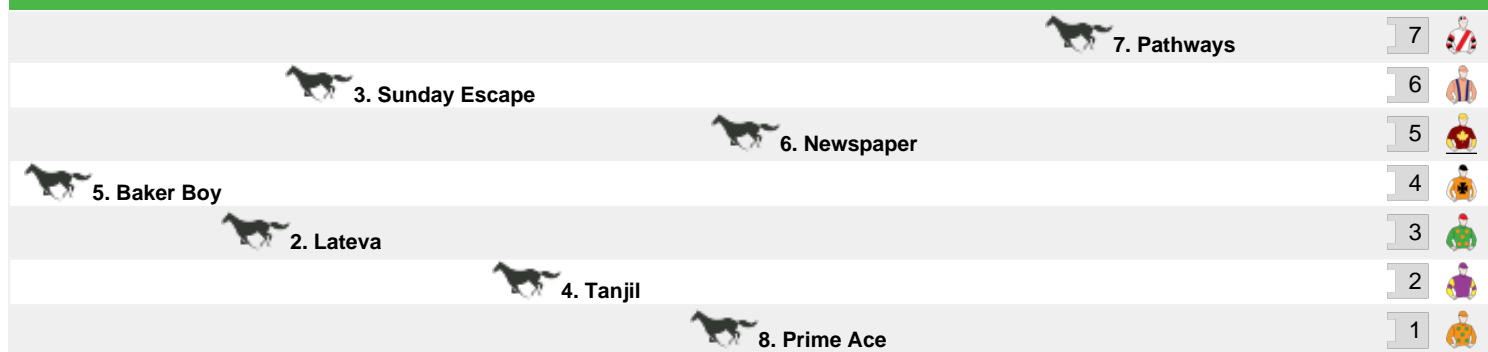 7. Pathways 7
3. Sunday Escape 6
6. Newspaper 5
5. Baker Boy 4
2. Lateva 3
4. Tanjil 2
8. Prime Ace 1